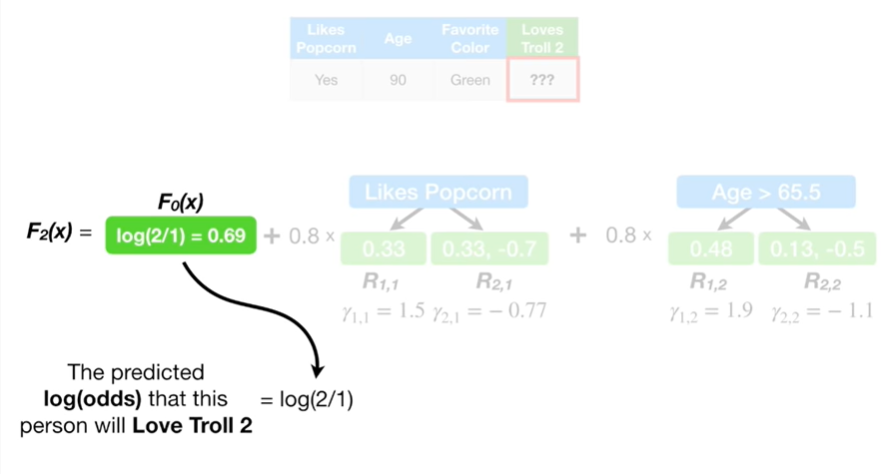 Likes Popcorn Age Favorite Color Loves Troll 2
Yes 90 Green ???
F₀(x)
Likes Popcorn
Age > 65.5
F₂(x) = log(2/1) = 0.69 + 0.8 × 0.33 0.33, -0.7 + 0.8 × 0.48 0.13, -0.5
R₁,₁ R₂,₁ R₁,₂ R₂,₂
γ₁,₁ = 1.5 γ₂,₁ = − 0.77 γ₁,₂ = 1.9 γ₂,₂ = − 1.1
The predicted
log(odds) that this = log(2/1)
person will Love Troll 2